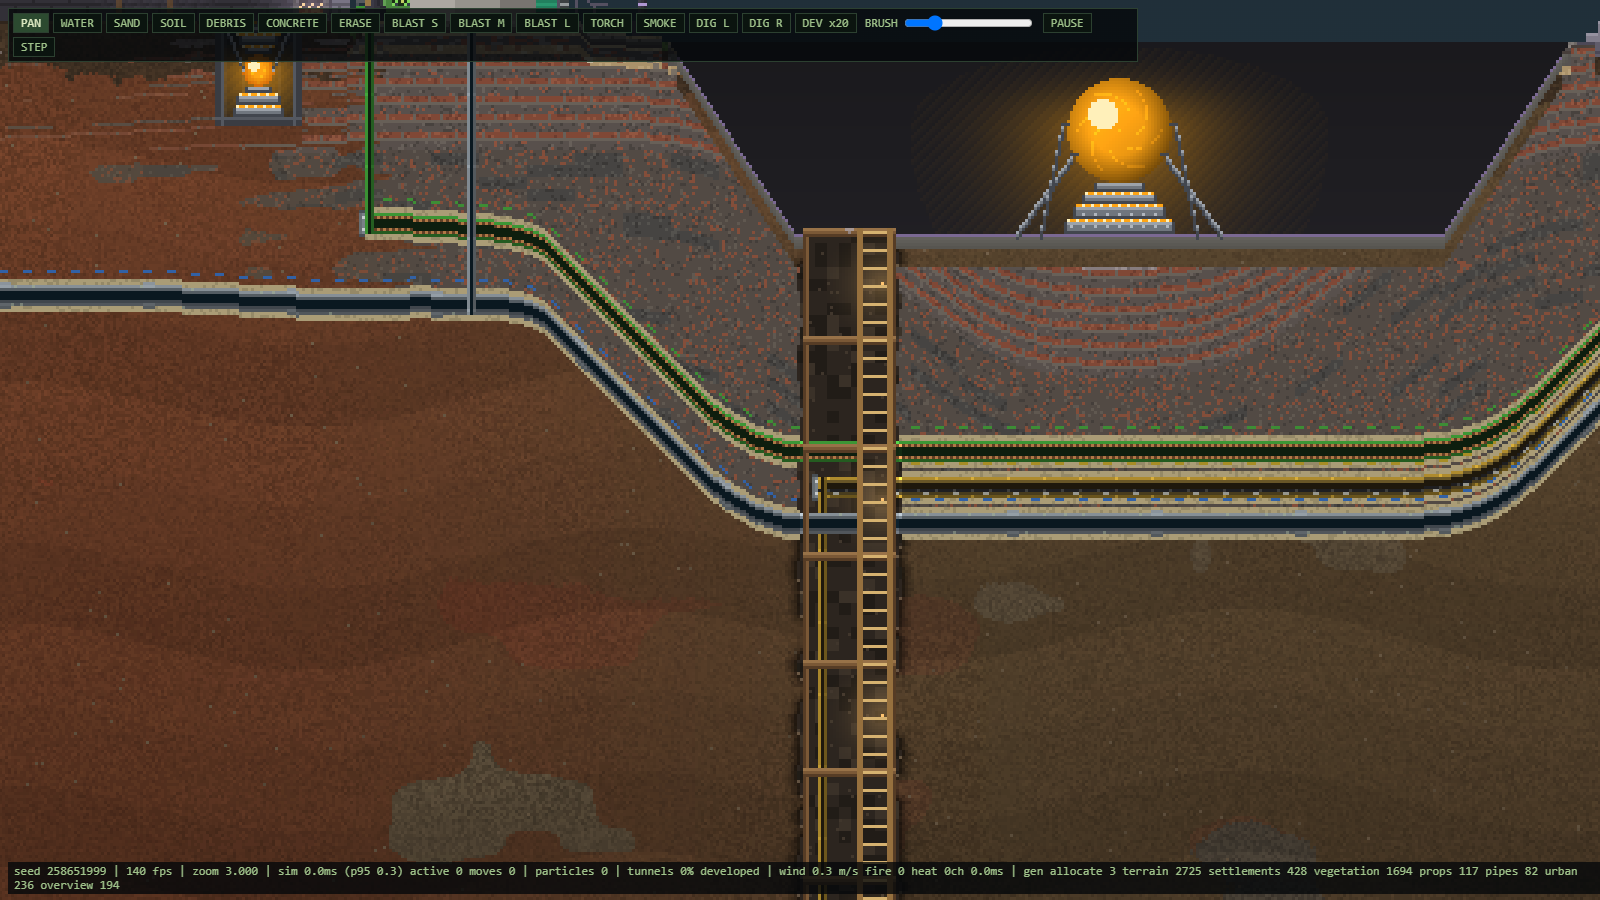 PAN WATER SAND SOIL DEBRIS CONCRETE ERASE BLAST S BLAST M BLAST L TORCH SMOKE DIG L DIG R DEV x20 BRUSH PAUSE
STEP
seed 258651999 | 140 fps | zoom 3.000 | sim 0.0ms (p95 0.3) active 0 moves 0 | particles 0 | tunnels 0% developed | wind 0.3 m/s fire 0 heat 0ch 0.0ms | gen allocate 3 terrain 2725 settlements 428 vegetation 1694 props 117 pipes 82 urban
236 overview 194